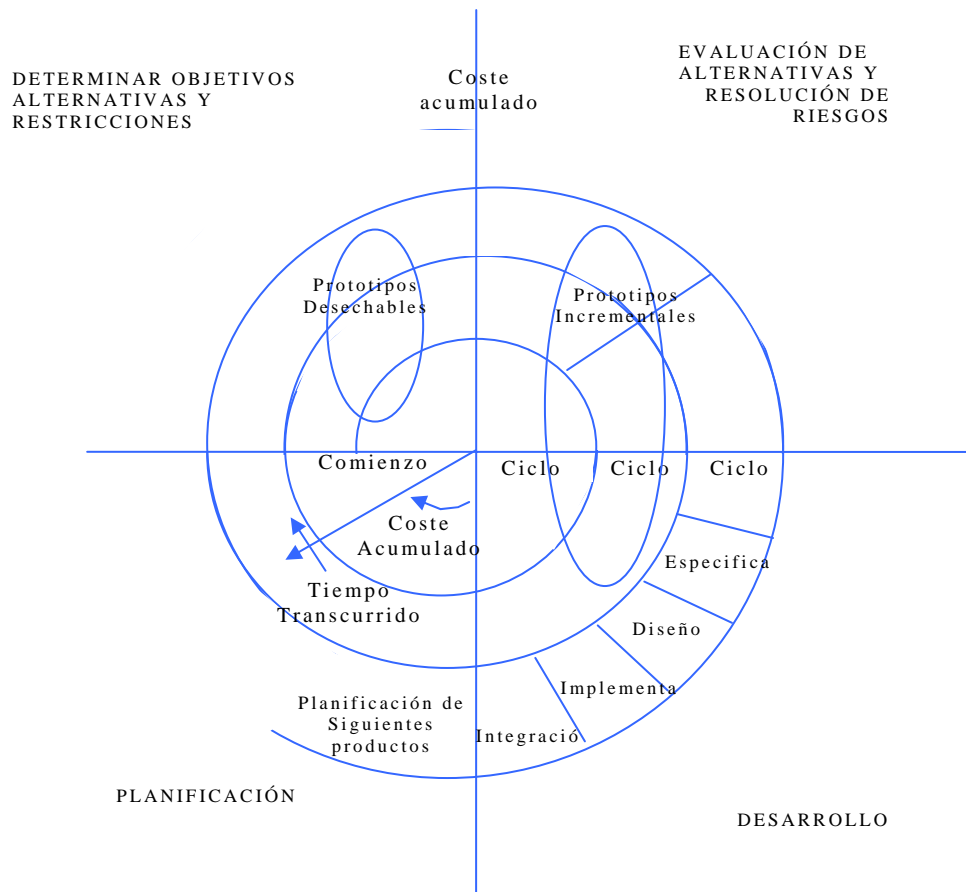 DETERMINAR OBJETIVOS
ALTERNATIVAS Y
RESTRICCIONES
Coste
acumulado
EVALUACIÓN DE
ALTERNATIVAS Y
RESOLUCIÓN DE
RIESGOS
Prototipos
Desechables
Prototipos
Incrementales
Comienzo
Ciclo
Ciclo
Ciclo
Coste
Acumulado
Tiempo
Transcurrido
Especifica
Diseño
Implementa
Integració
Planificación de
Siguientes
productos
PLANIFICACIÓN
DESARROLLO